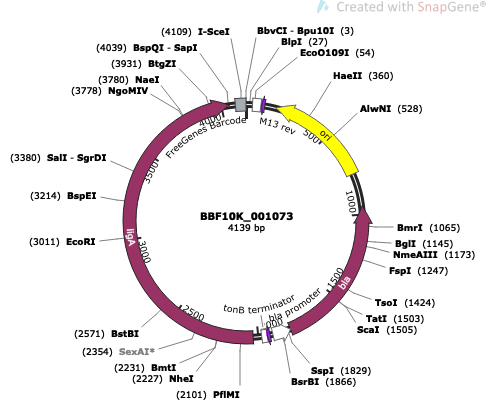 Created with SnapGene®
(4109) I-SceI
BbvCI - Bpu10I (3)
(4039) BspQI - SapI
BlpI (27)
(3931) BtgZI
EcoO109I (54)
(3780) NaeI
HaeII (360)
(3778) NgoMIV
AlwNI (528)
4000
FreeGenes Barcode
M13 rev
500
ori
(3380) SalI - SgrDI
3500
(3214) BspEI
1000
BBF10K_001073
4139 bp
(3011) EcoRI
ligA
3000
BmrI (1065)
BglI (1145)
NmeAIII (1173)
FspI (1247)
bla
1500
TsoI (1424)
TatI (1503)
ScaI (1505)
tonB terminator
bla promoter
2500
(2571) BstBI
(2354) SexAI*
(2231) BmtI
(2227) NheI
(2101) PflMI
SspI (1829)
BsrBI (1866)